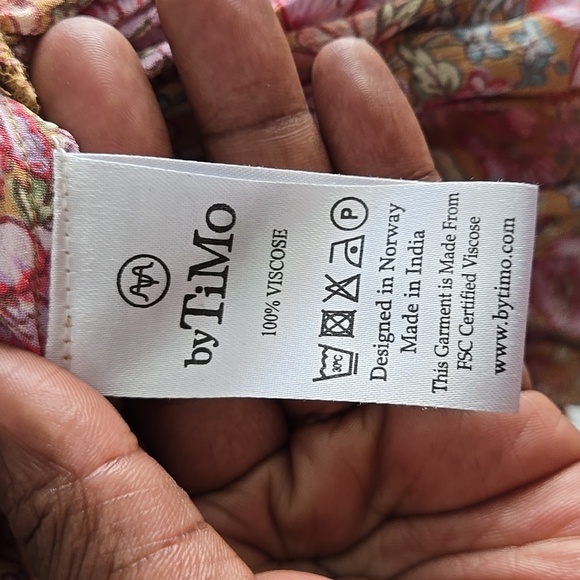 byTiMo
100% VISCOSE
30°C P
Designed in Norway
Made in India
This Garment is Made From
FSC Certified Viscose
www.bytimo.com